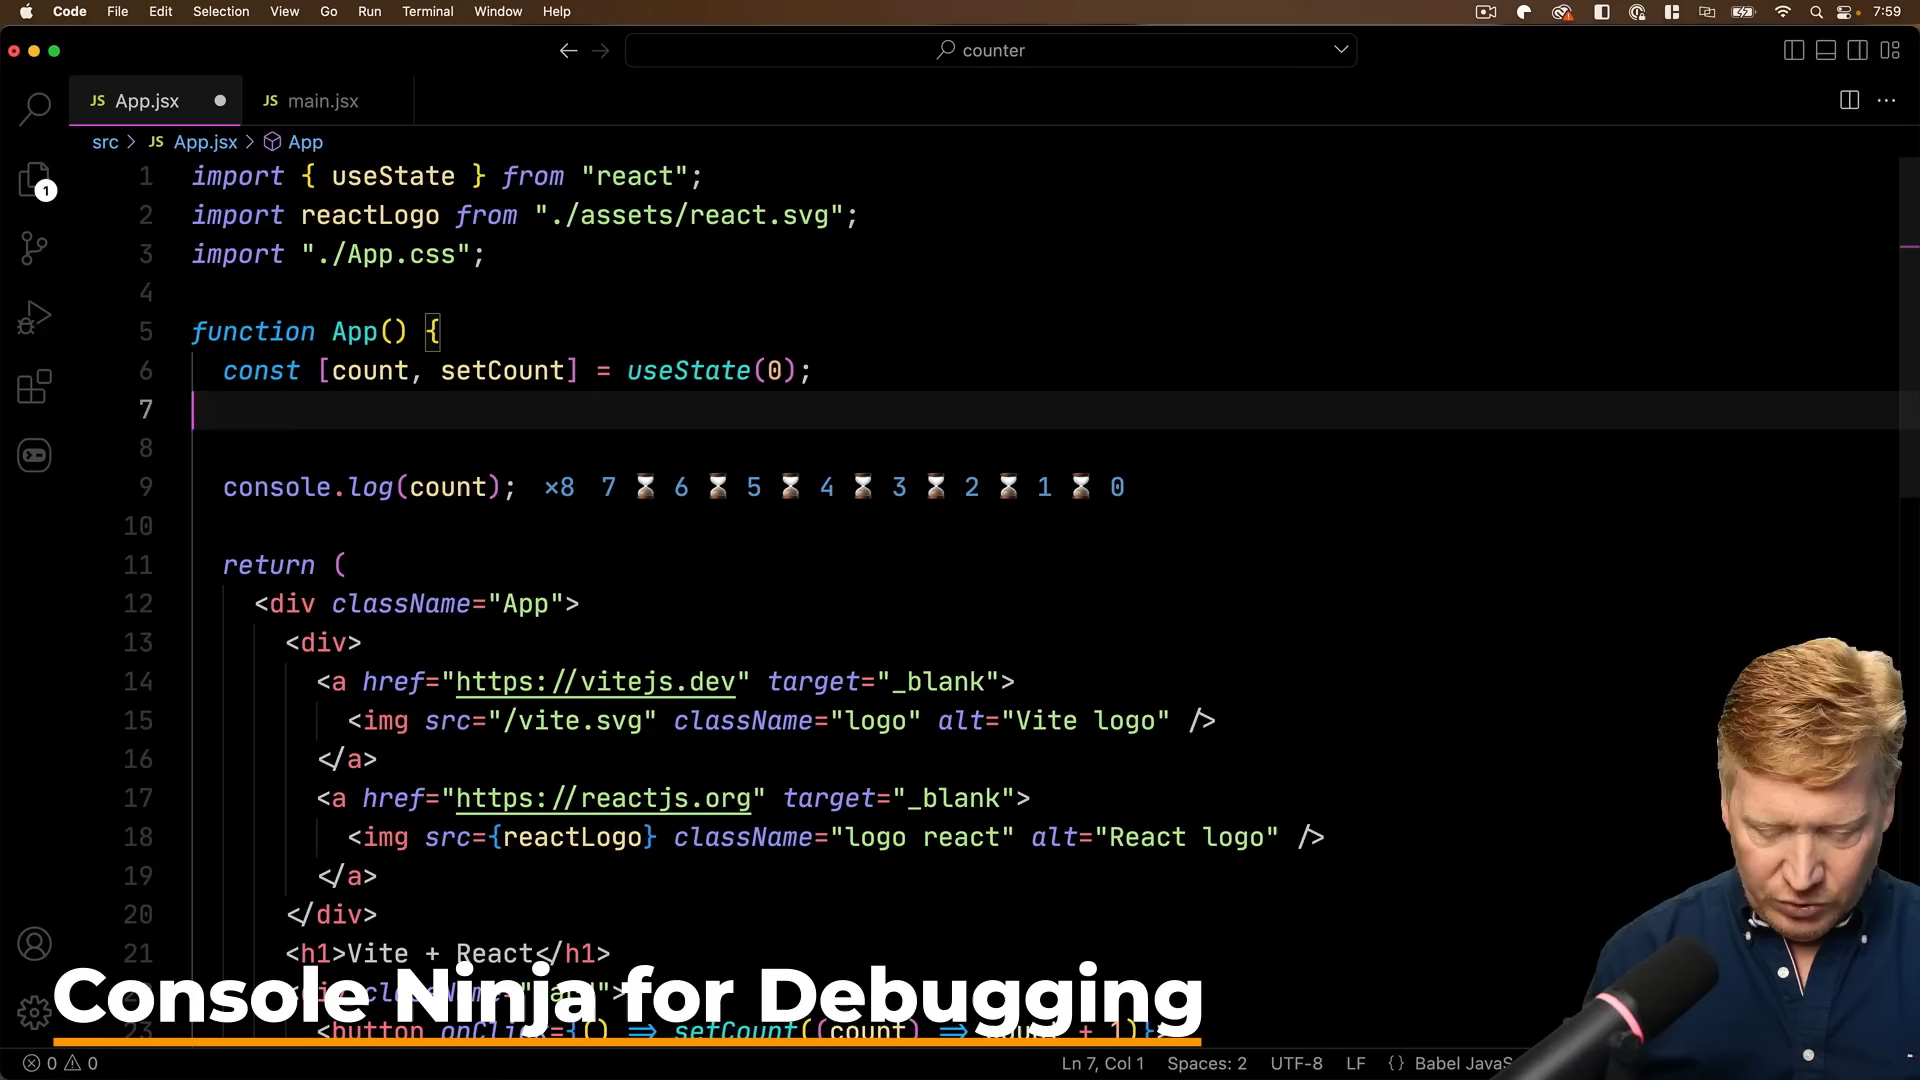 Code File Edit Selection View Go Run Terminal Window Help 7:59
counter
JS App.jsx JS main.jsx
src > JS App.jsx > App
1
1 import { useState } from "react";
2 import reactLogo from "./assets/react.svg";
3 import "./App.css";
4
5 function App() {
6 const [count, setCount] = useState(0);
7
8
9 console.log(count); ×8 7 ⏳ 6 ⏳ 5 ⏳ 4 ⏳ 3 ⏳ 2 ⏳ 1 ⏳ 0
10
11 return (
12 <div className="App">
13 <div>
14 <a href="https://vitejs.dev" target="_blank">
15 <img src="/vite.svg" className="logo" alt="Vite logo" />
16 </a>
17 <a href="https://reactjs.org" target="_blank">
18 <img src={reactLogo} className="logo react" alt="React logo" />
19 </a>
20 </div>
21 <h1>Vite + React</h1>
Console Ninja for Debugging
23 <button onClick={() => setCount((count) => + 1)}>
0 0 Ln 7, Col 1 Spaces: 2 UTF-8 LF {} Babel